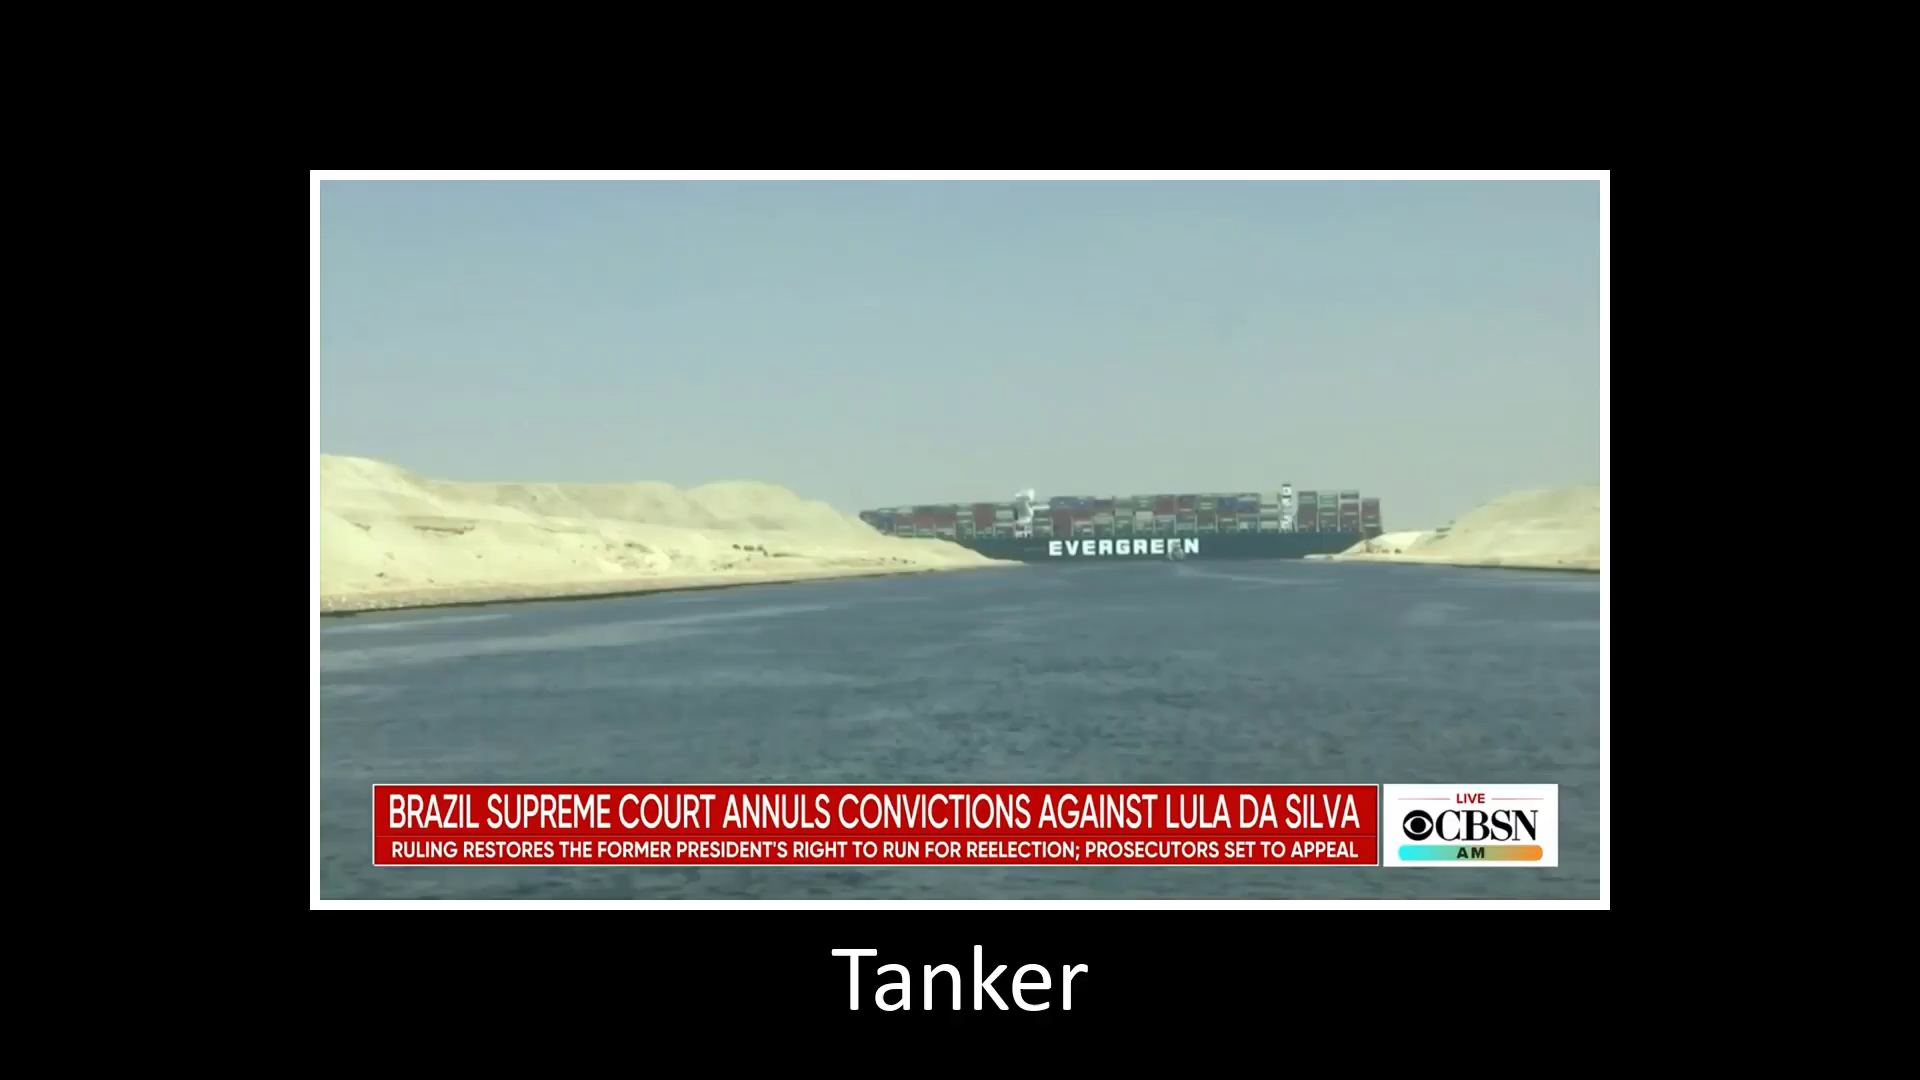 EVERGREEN
BRAZIL SUPREME COURT ANNULS CONVICTIONS AGAINST LULA DA SILVA
RULING RESTORES THE FORMER PRESIDENT'S RIGHT TO RUN FOR REELECTION; PROSECUTORS SET TO APPEAL
LIVE
CBSN
AM
Tanker